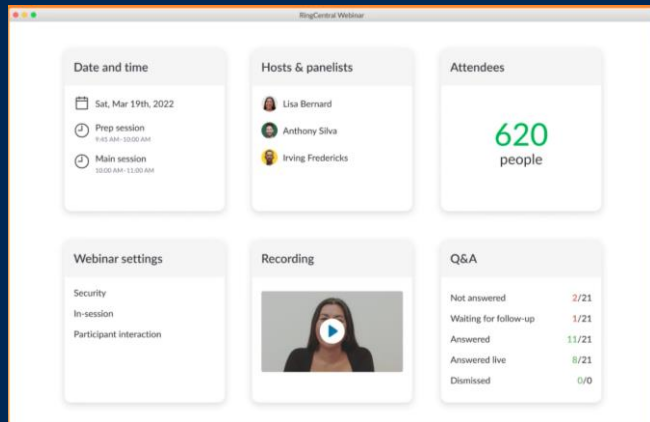 RingCentral Webinar
Date and time
Sat, Mar 19th, 2022
Prep session
9:45 AM-10:00 AM
Main session
10:00 AM-11:00 AM
Hosts & panelists
Lisa Bernard
Anthony Silva
Irving Fredericks
Attendees
620
people
Webinar settings
Security
In-session
Participant interaction
Recording
Q&A
Not answered 2/21
Waiting for follow-up 1/21
Answered 11/21
Answered live 8/21
Dismissed 0/0